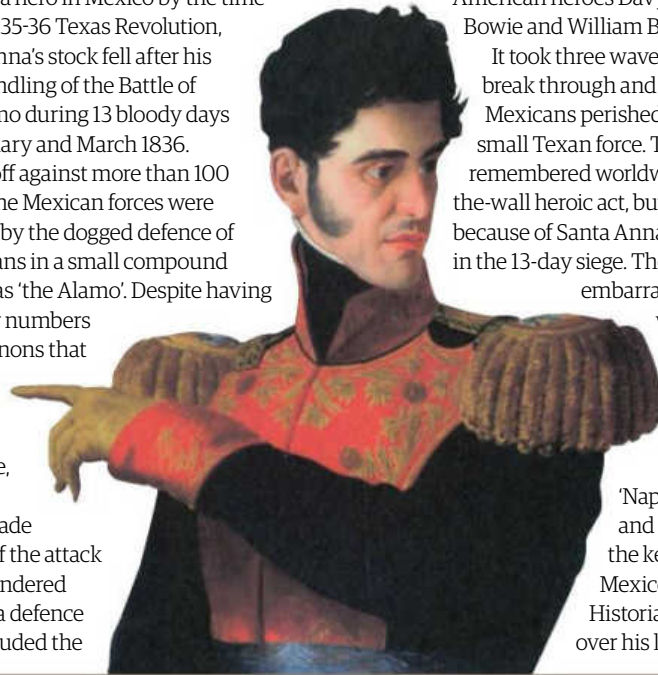 a hero in Mexico by the time
35-36 Texas Revolution,
nna's stock fell after his
ndling of the Battle of
no during 13 bloody days
uary and March 1836.
off against more than 100
he Mexican forces were
by the dogged defence of
ans in a small compound
as ‘the Alamo’. Despite having
numbers
nons that
e,
ade
f the attack
ndered
a defence
uded the
Bowie and William B
It took three wave
break through and
Mexicans perished
small Texan force. T
remembered worldw
the-wall heroic act, bu
because of Santa Anna
in the 13-day siege. Th
embarra
‘Nap
and
the ke
Mexico
Historia
over his l